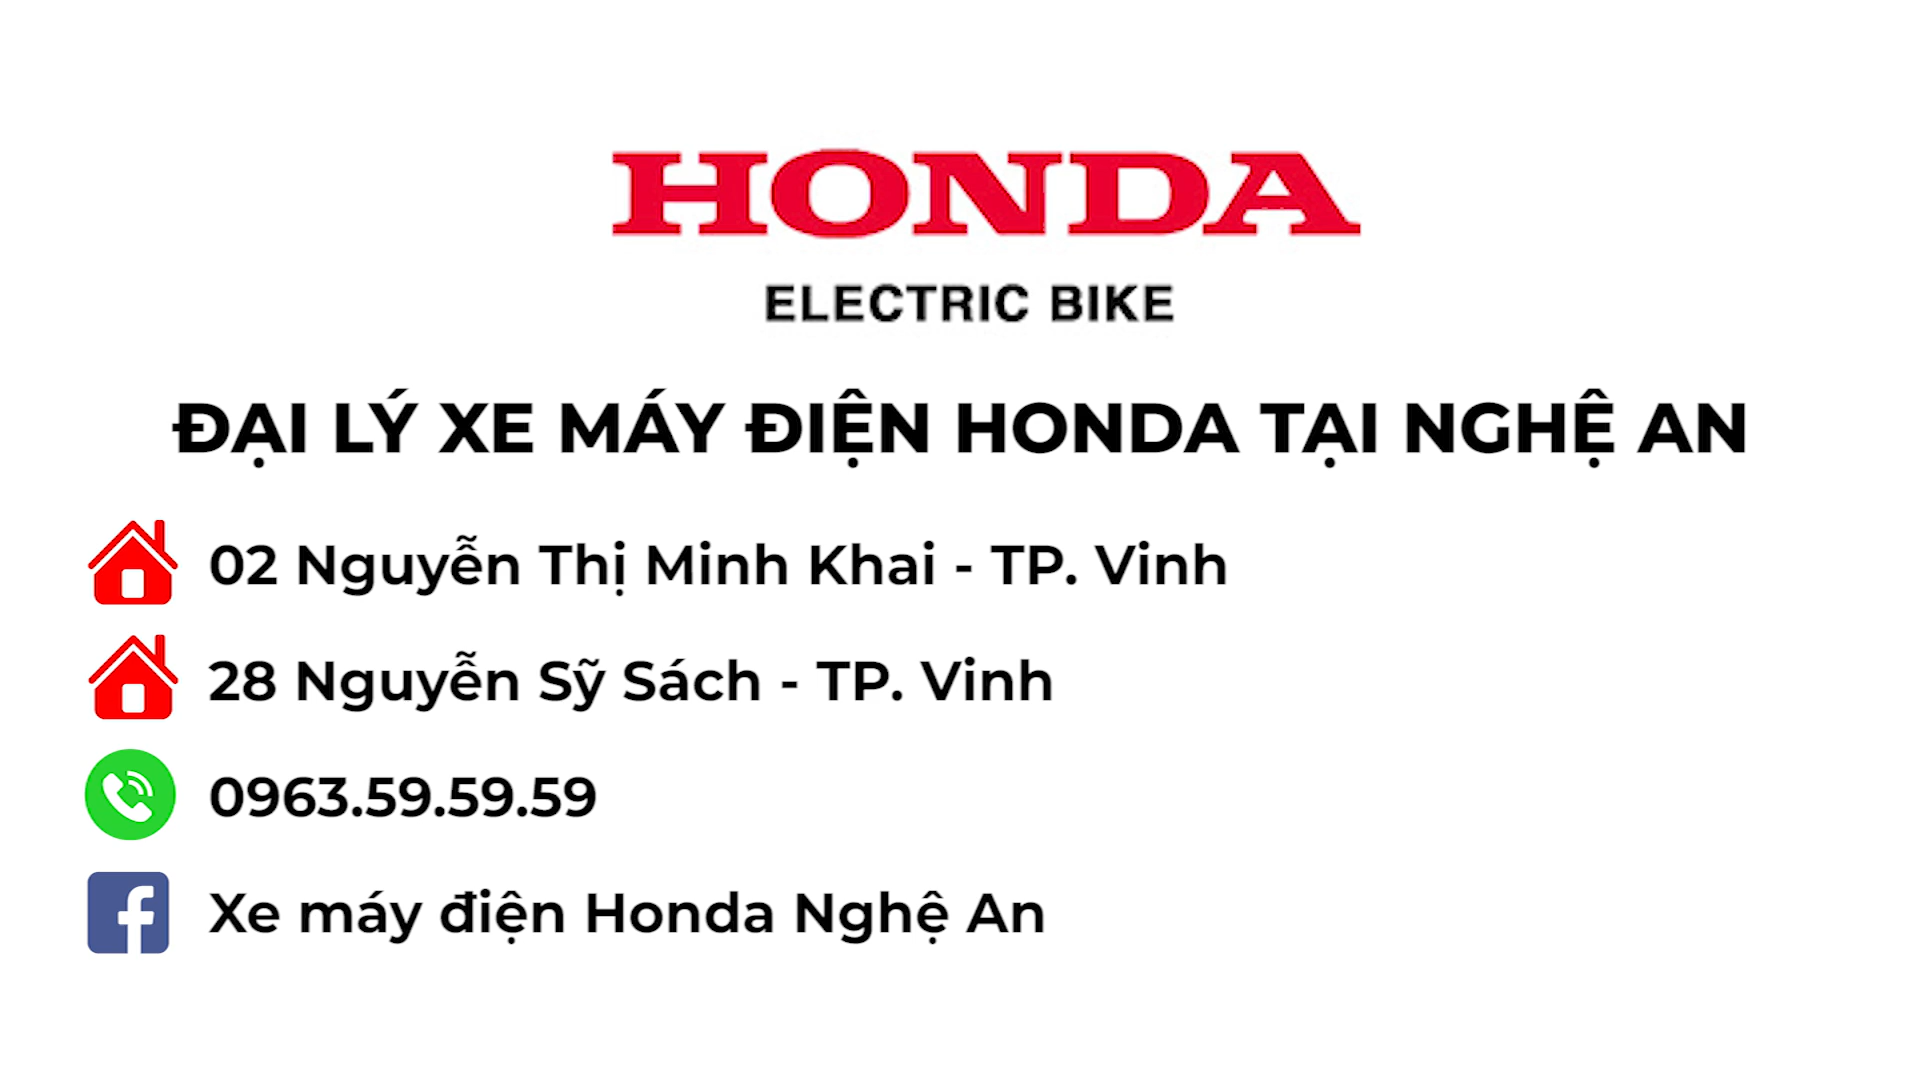 HONDA
ELECTRIC BIKE
ĐẠI LÝ XE MÁY ĐIỆN HONDA TẠI NGHỆ AN
02 Nguyễn Thị Minh Khai - TP. Vinh
28 Nguyễn Sỹ Sách - TP. Vinh
0963.59.59.59
Xe máy điện Honda Nghệ An